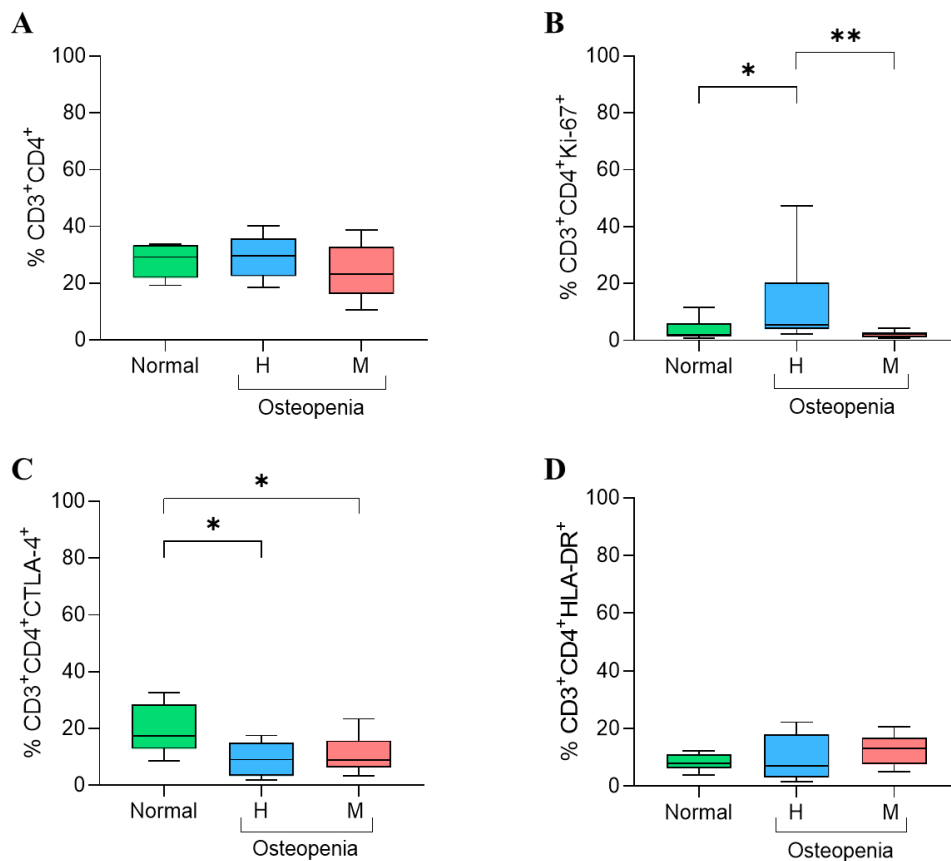 A
% CD3⁺CD4⁺
100
80
60
40
20
0
Normal
H
M
Osteopenia
B
% CD3⁺CD4⁺Ki-67⁺
100
80
60
40
20
0
*
**
Normal
H
M
Osteopenia
C
% CD3⁺CD4⁺CTLA-4⁺
100
80
60
40
20
0
*
*
Normal
H
M
Osteopenia
D
% CD3⁺CD4⁺HLA-DR⁺
100
80
60
40
20
0
Normal
H
M
Osteopenia